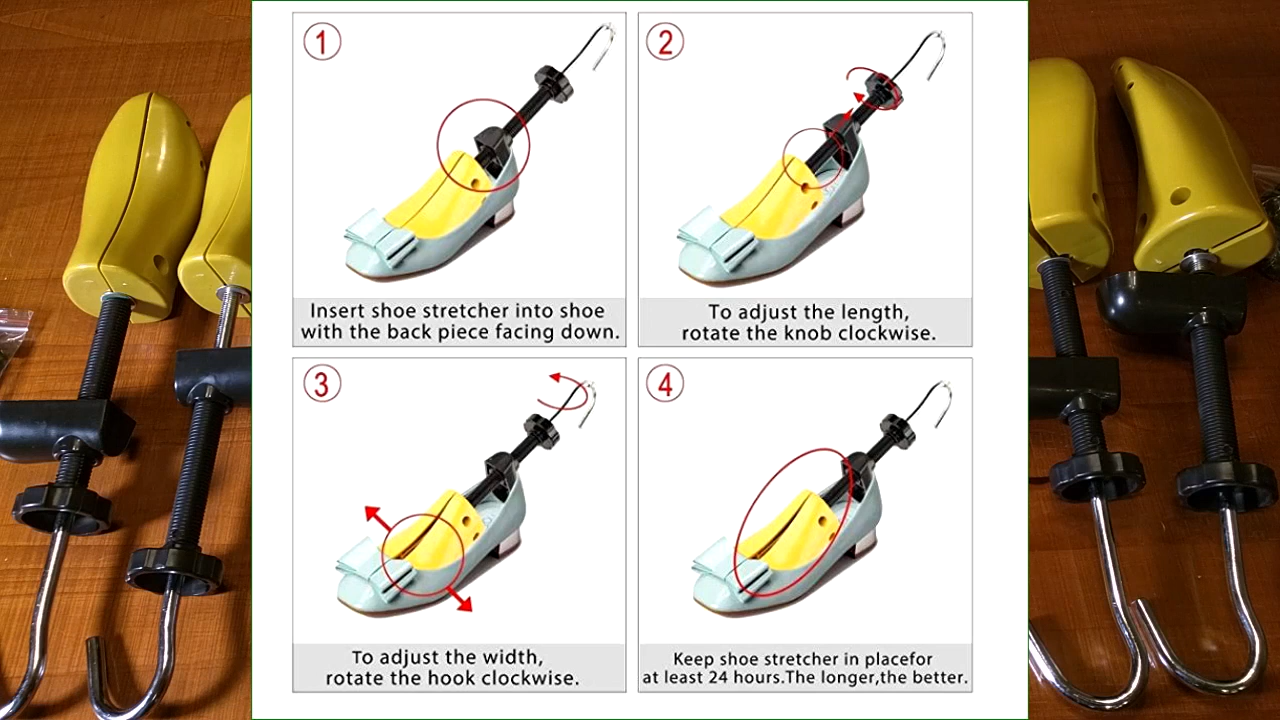 1
Insert shoe stretcher into shoe
with the back piece facing down.
2
To adjust the length,
rotate the knob clockwise.
3
To adjust the width,
rotate the hook clockwise.
4
Keep shoe stretcher in placefor
at least 24 hours.The longer,the better.